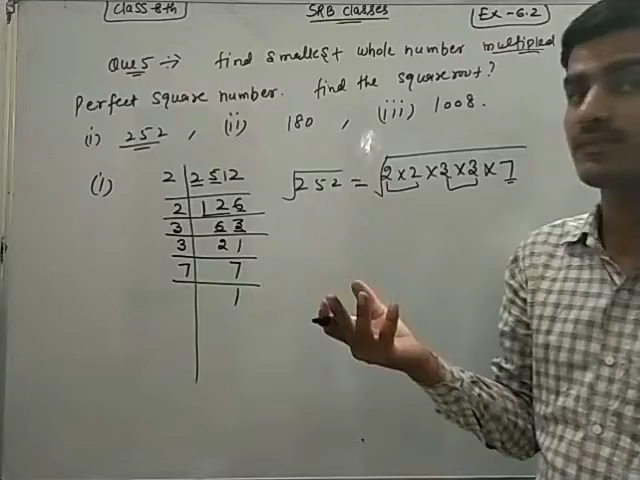 Class 8th SRB Classes Ex-6.2
Que 5 → find smallest whole number multiplied
Perfect square number. find the squareroot?
(i) 252, (ii) 180, (iii) 1008.
(i) 2 | 252 √252 = √2×2×3×3×7
2 | 126
3 | 63
3 | 21
7 | 7
1